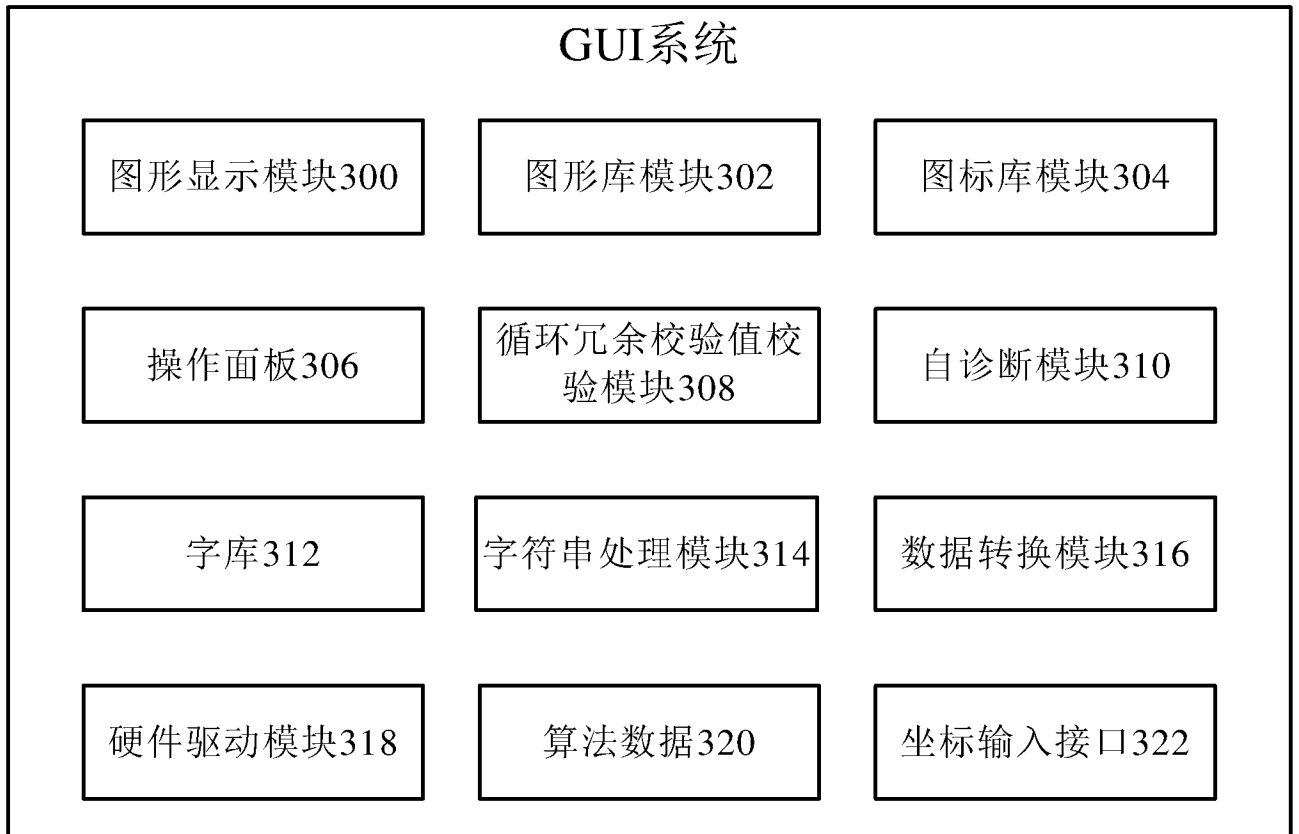 GUI系统
图形显示模块300
图形库模块302
图标库模块304
操作面板306
循环冗余校验值校
验模块308
自诊断模块310
字库312
字符串处理模块314
数据转换模块316
硬件驱动模块318
算法数据320
坐标输入接口322